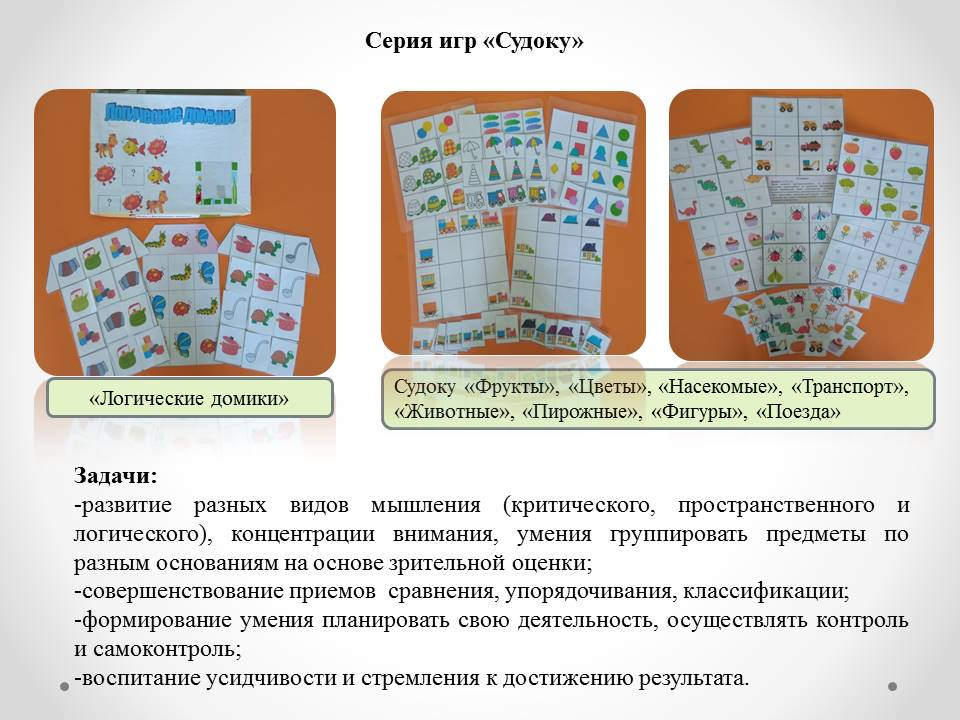 Серия игр «Судоку»
Логические домики
?
?
«Логические домики»
Судоку «Фрукты», «Цветы», «Насекомые», «Транспорт»,
«Животные», «Пирожные», «Фигуры», «Поезда»
Задачи:
-развитие разных видов мышления (критического, пространственного и
логического), концентрации внимания, умения группировать предметы по
разным основаниям на основе зрительной оценки;
-совершенствование приемов сравнения, упорядочивания, классификации;
-формирование умения планировать свою деятельность, осуществлять контроль
и самоконтроль;
-воспитание усидчивости и стремления к достижению результата.